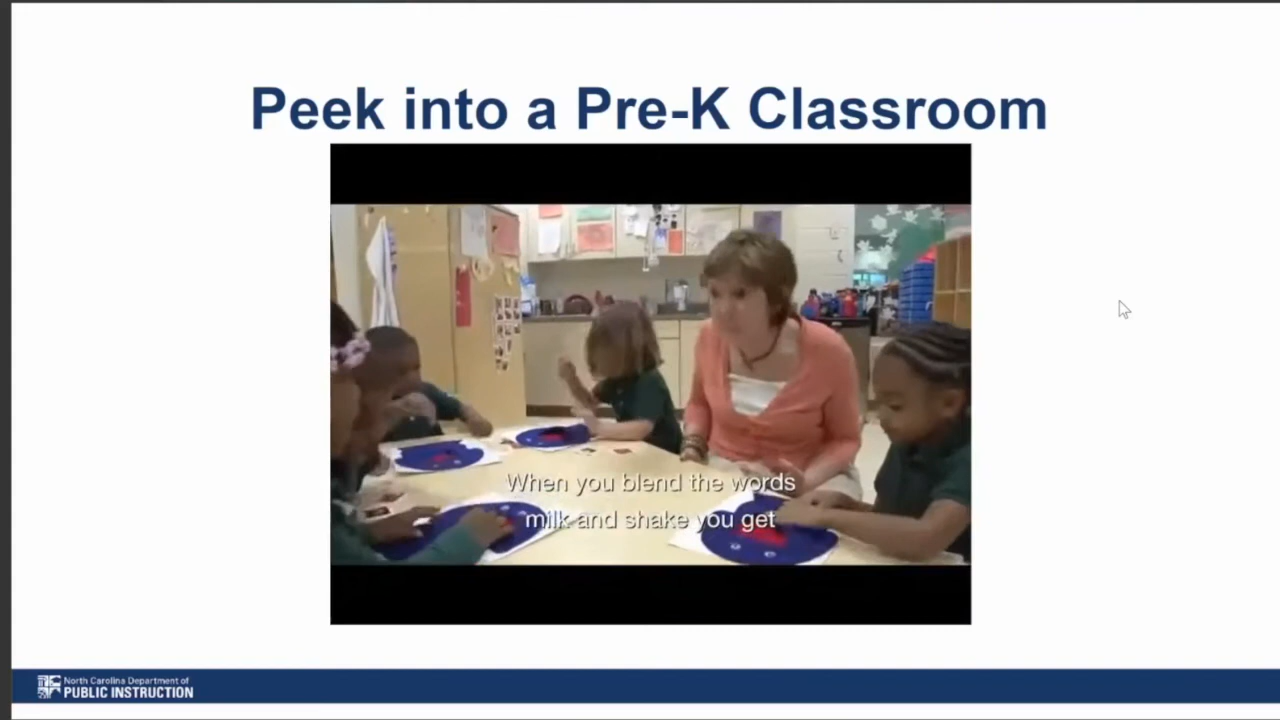 Peek into a Pre-K Classroom
When you blend the words
milk and shake you get
North Carolina Department of
PUBLIC INSTRUCTION